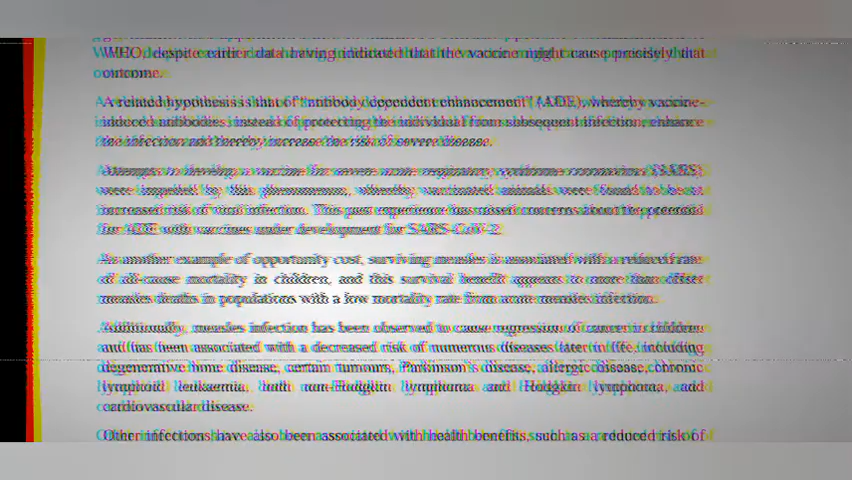 WHO, despite earlier data having indicated that the vaccine might cause precisely that
outcome.
A related hypothesis is that of "antibody dependent enhancement" (ADE), whereby vaccine-
induced antibodies, instead of protecting the individual from subsequent infection, enhance
the infection and thereby increase the risk of severe disease.
Attempts to develop a vaccine for severe acute respiratory syndrome coronavirus (SARS)
were impeded by this phenomenon, whereby vaccinated animals were found to be at
increased risk of viral infection. This past experience has raised concerns about the potential
for ADE with vaccines under development for SARS-CoV-2.
As another example of opportunity cost, surviving measles is associated with a reduced rate
of all-cause mortality in children, and this survival benefit appears to more than offset
measles deaths in populations with a low mortality rate from acute measles infection.
Additionally, measles infection has been observed to cause regression of cancer in children
and has been associated with a decreased risk of numerous diseases later in life, including
degenerative bone disease, certain tumours, Parkinson's disease, allergic disease, chronic
lymphoid leukaemia, both non-Hodgkin lymphoma and Hodgkin lymphoma, and
cardiovascular disease.
Other infections have also been associated with health benefits, such as a reduced risk of